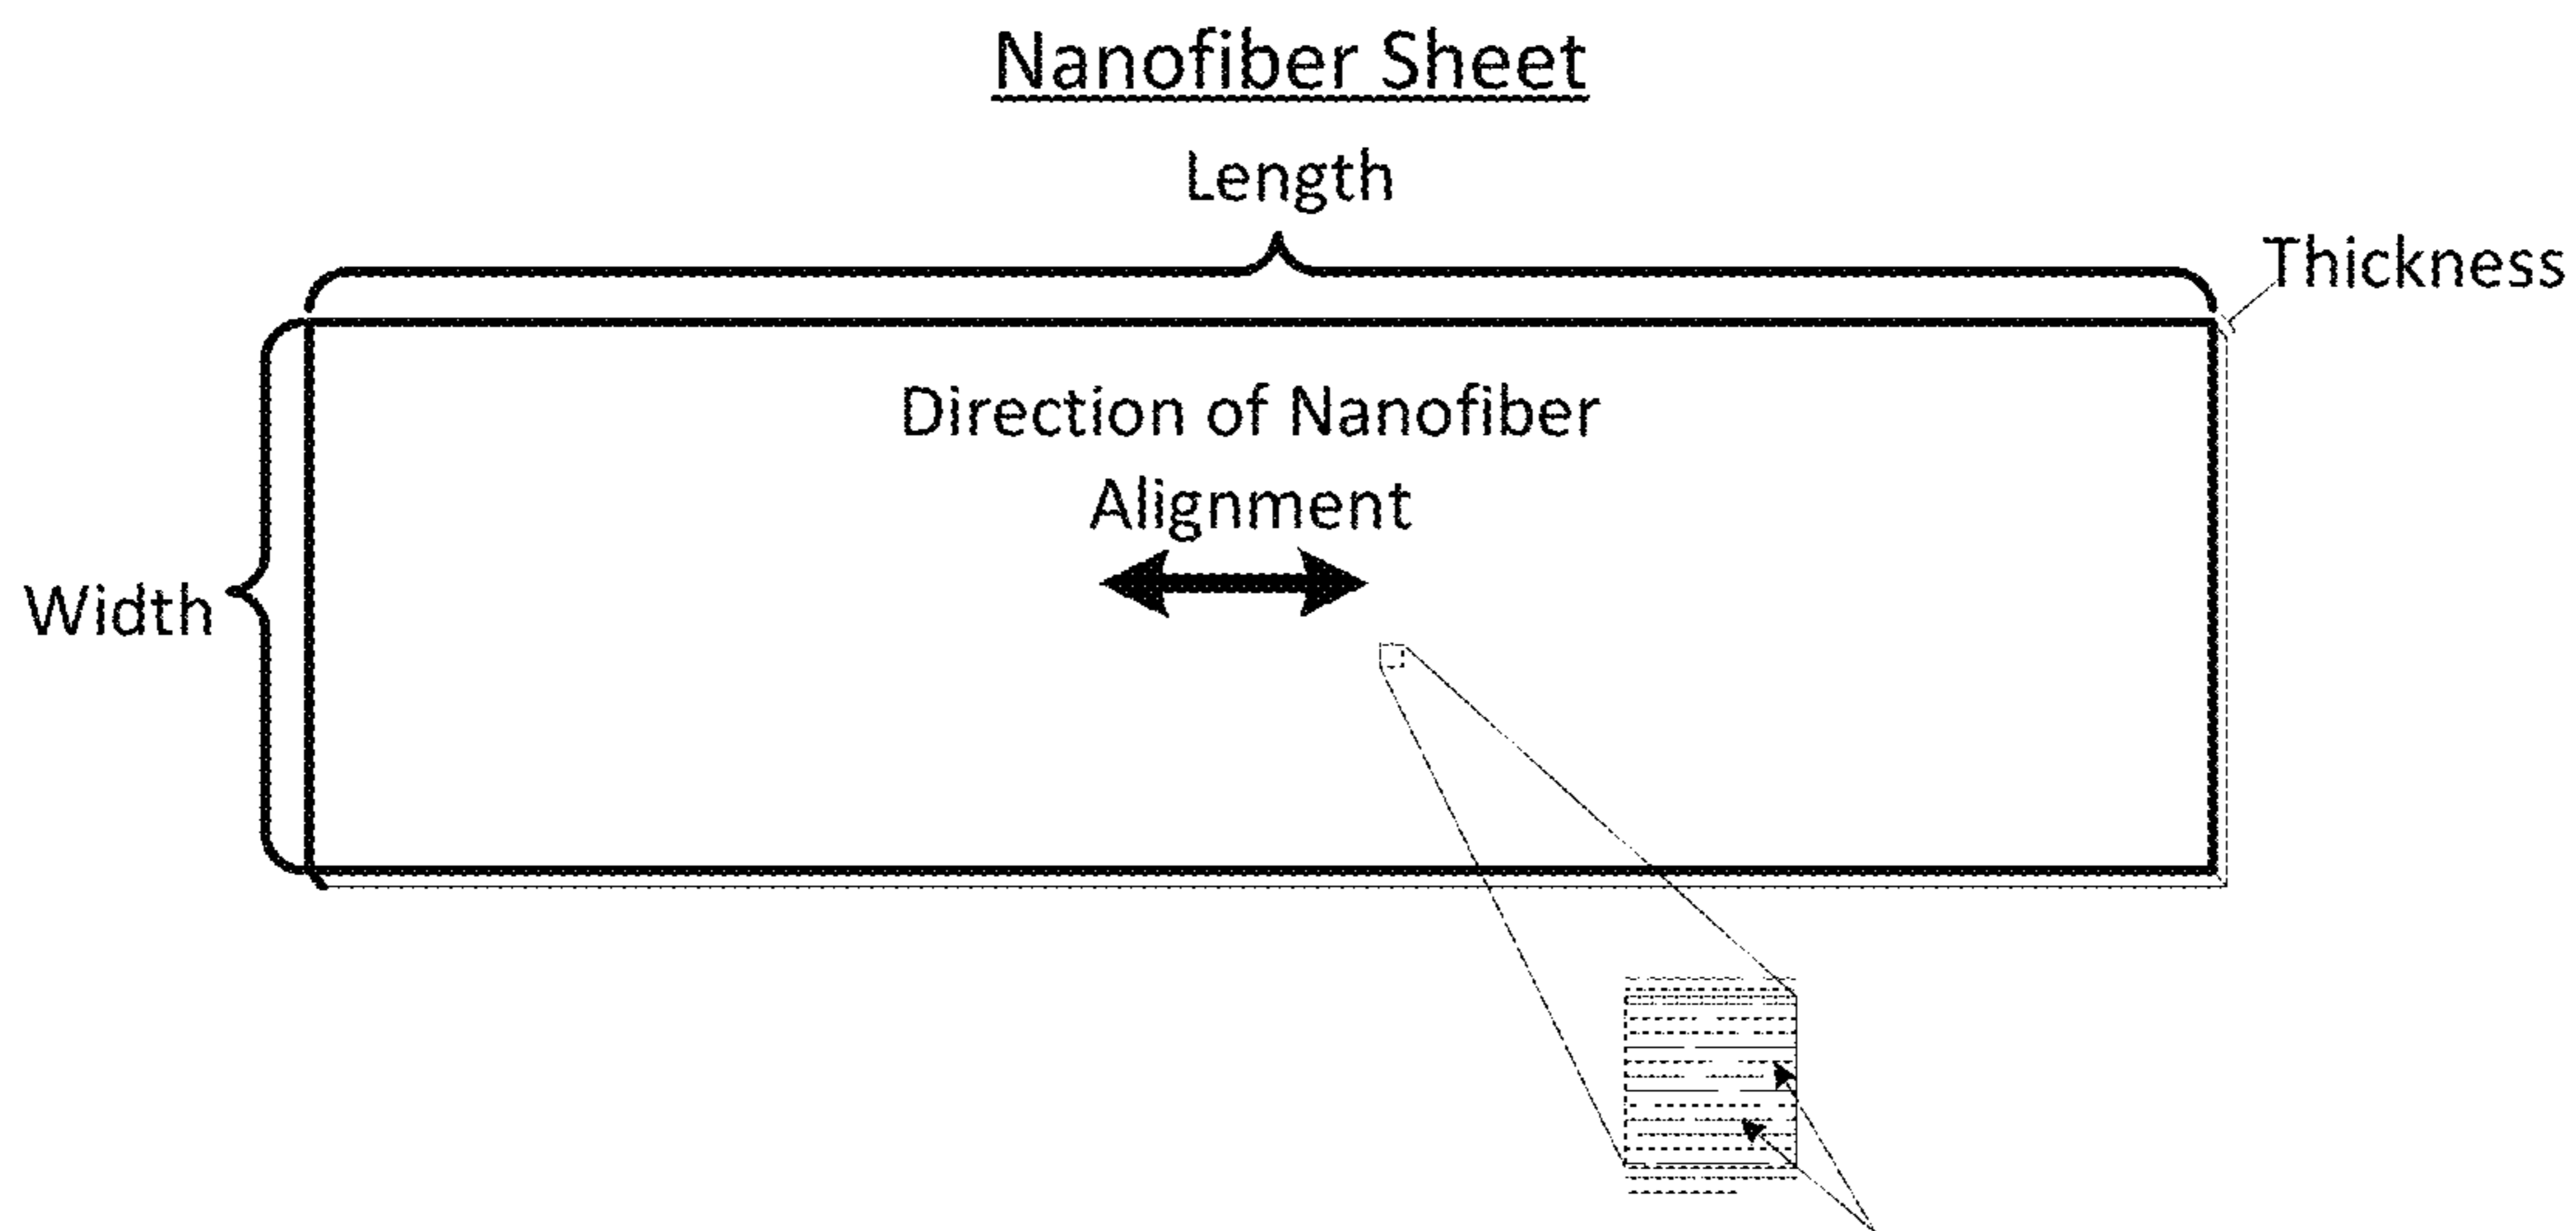 Nanofiber Sheet
Length
Thickness
Direction of Nanofiber
Alignment
Width